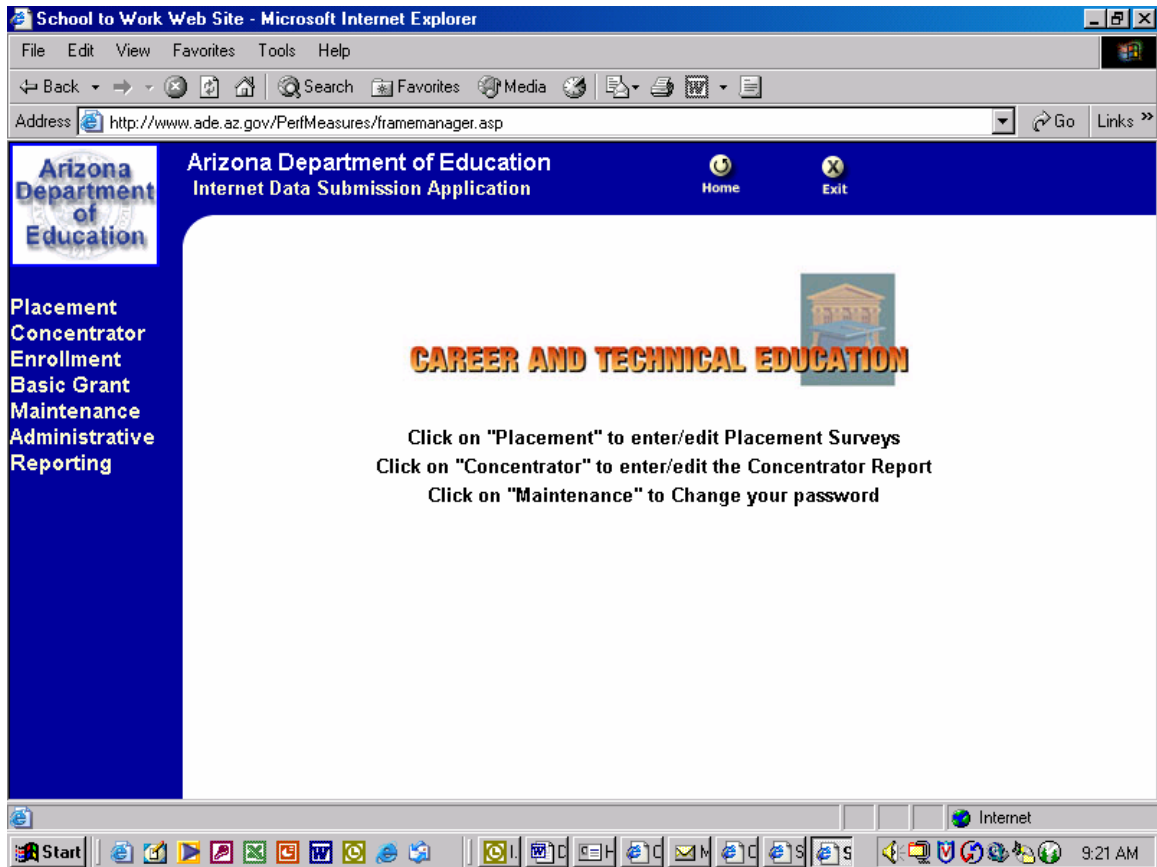 School to Work Web Site - Microsoft Internet Explorer
File Edit View Favorites Tools Help
Back Search Favorites Media
Address http://www.ade.az.gov/PerfMeasures/framemanager.asp Go Links »
Arizona
Department
of
Education
Arizona Department of Education
Internet Data Submission Application
Home Exit
Placement
Concentrator
Enrollment
Basic Grant
Maintenance
Administrative
Reporting
CAREER AND TECHNICAL EDUCATION
Click on "Placement" to enter/edit Placement Surveys
Click on "Concentrator" to enter/edit the Concentrator Report
Click on "Maintenance" to Change your password
Internet
Start 9:21 AM